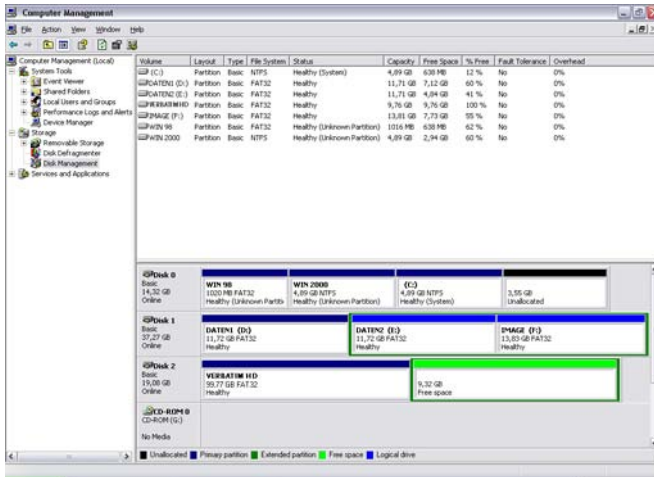 Computer Management
File Action View Window Help
Computer Management (Local)
System Tools
Event Viewer
Shared Folders
Local Users and Groups
Performance Logs and Alerts
Device Manager
Storage
Removable Storage
Disk Defragmenter
Disk Management
Services and Applications
Volume Layout Type File System Status Capacity Free Space % Free Fault Tolerance Overhead
(C:) Partition Basic NTFS Healthy (System) 4,89 GB 638 MB 12 % No 0%
DATEN1 (D:) Partition Basic FAT32 Healthy 11,71 GB 7,12 GB 60 % No 0%
DATEN2 (E:) Partition Basic FAT32 Healthy 11,71 GB 4,84 GB 41 % No 0%
VERBATIM HD Partition Basic FAT32 Healthy 9,76 GB 9,76 GB 100 % No 0%
IMAGE (F:) Partition Basic FAT32 Healthy 13,81 GB 7,73 GB 55 % No 0%
WIN 98 Partition Basic FAT32 Healthy (Unknown Partition) 1016 MB 638 MB 62 % No 0%
WIN 2000 Partition Basic NTFS Healthy (Unknown Partition) 4,89 GB 2,94 GB 60 % No 0%
Disk 0
Basic
14,32 GB
Online
WIN 98
1020 MB FAT32
Healthy (Unknown Partiti
WIN 2000
4,89 GB NTFS
Healthy (Unknown Partition)
(C:)
4,89 GB NTFS
Healthy (System)
3,55 GB
Unallocated
Disk 1
Basic
37,27 GB
Online
DATEN1 (D:)
11,72 GB FAT32
Healthy
DATEN2 (E:)
11,72 GB FAT32
Healthy
IMAGE (F:)
13,83 GB FAT32
Healthy
Disk 2
Basic
19,08 GB
Online
VERBATIM HD
99.77 GB FAT32
Healthy
9,32 GB
Free space
CD-ROM 0
CD-ROM (G:)
No Media
Unallocated Primary partition Extended partition Free space Logical drive